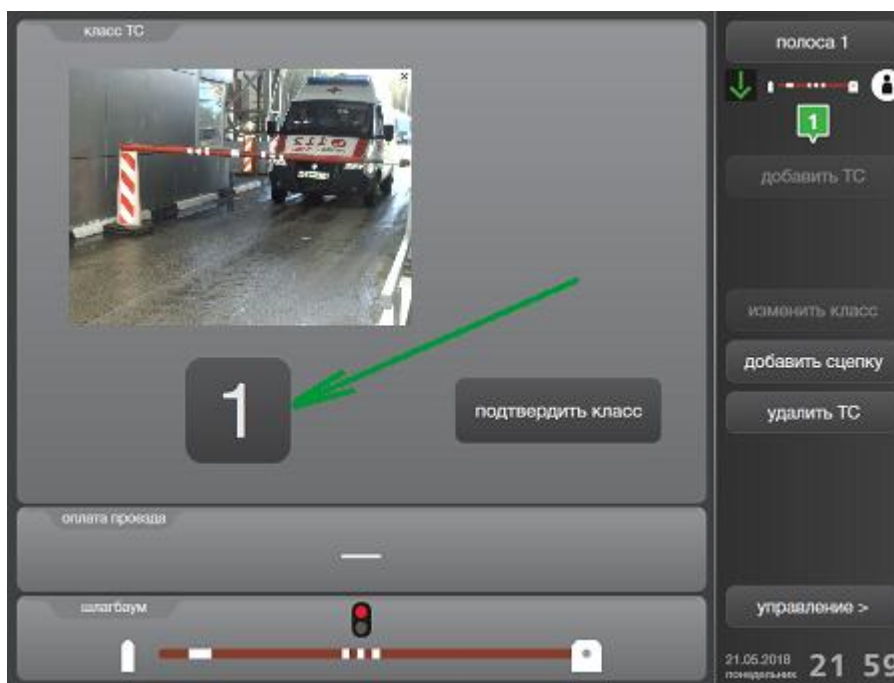 класс ТС
1
подтвердить класс
оплата проезда
шлагбаум
полоса 1
1
добавить ТС
изменить класс
добавить сцепку
удалить ТС
управление >
21.05.2018
понедельник
21 59